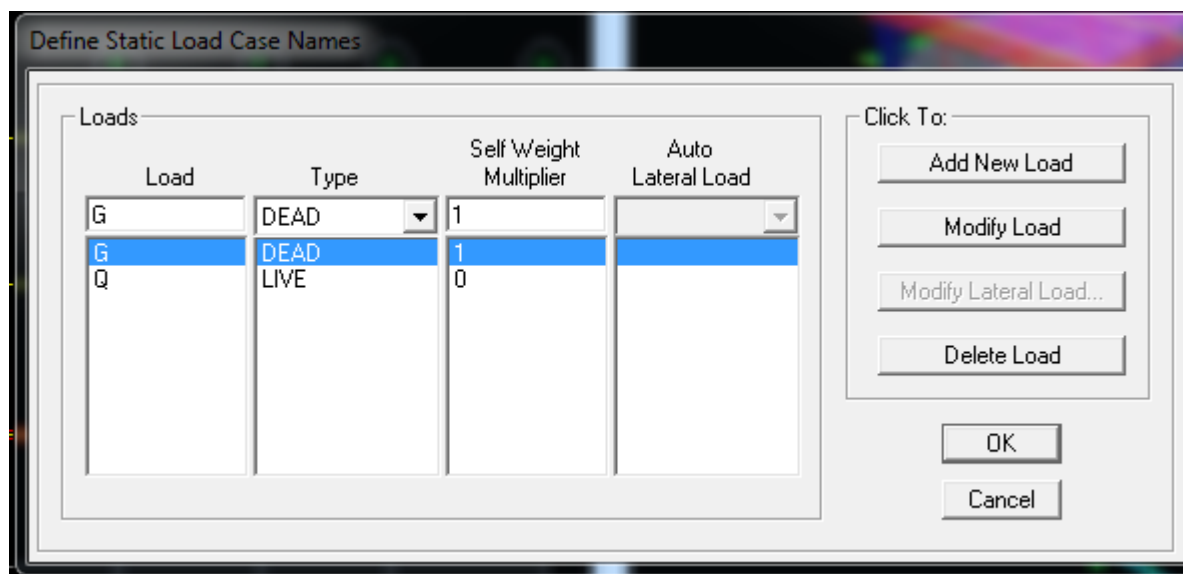 Define Static Load Case Names
Loads
Load Type Self Weight Multiplier Auto Lateral Load
G DEAD 1
G DEAD 1
Q LIVE 0
Click To:
Add New Load
Modify Load
Modify Lateral Load...
Delete Load
OK
Cancel